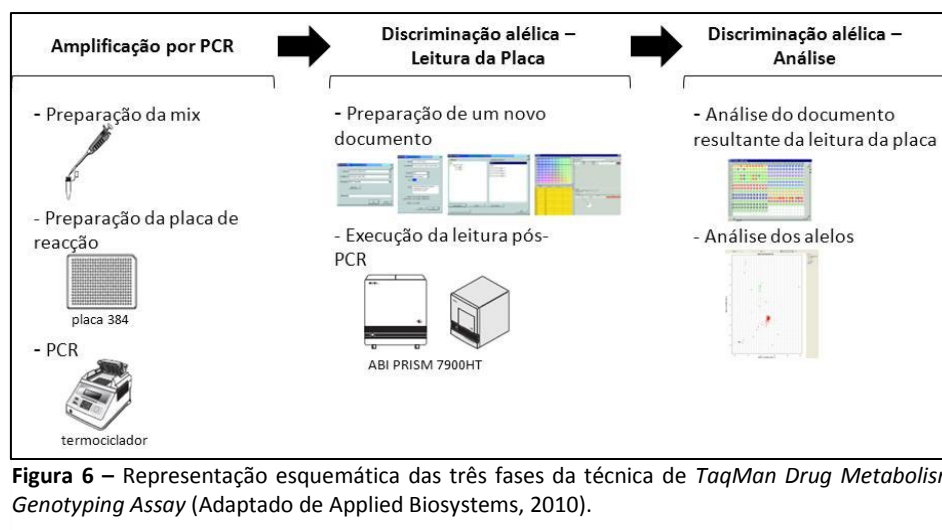 Amplificação por PCR
Discriminação alélica –
Leitura da Placa
Discriminação alélica –
Análise
- Preparação da mix
- Preparação da placa de
reacção
placa 384
- PCR
termociclador
- Preparação de um novo
documento
- Execução da leitura pós-
PCR
ABI PRISM 7900HT
- Análise do documento
resultante da leitura da placa
- Análise dos alelos
Figura 6 – Representação esquemática das três fases da técnica de TaqMan Drug Metabolism
Genotyping Assay (Adaptado de Applied Biosystems, 2010).